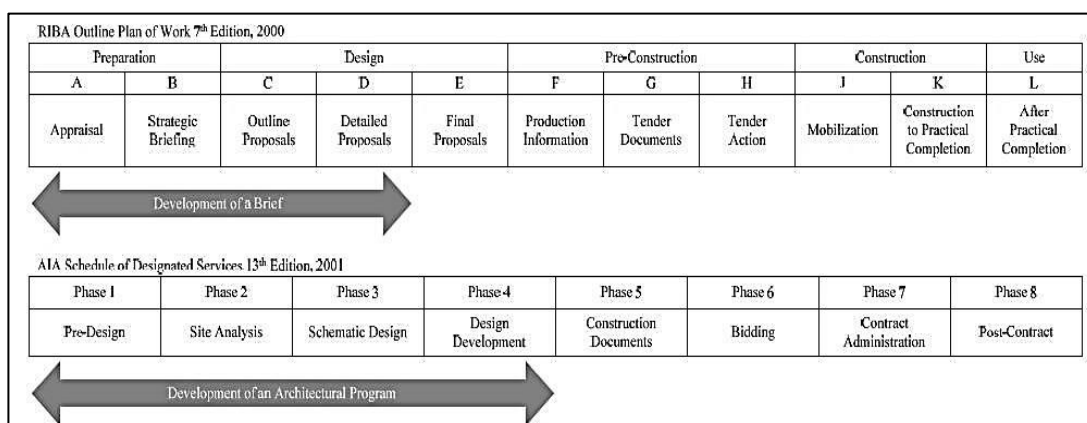 RIBA Outline Plan of Work 7th Edition, 2000
Preparation Design Pre-Construction Construction Use
A B C D E F G H J K L
Appraisal Strategic Briefing Outline Proposals Detailed Proposals Final Proposals Production Information Tender Documents Tender Action Mobilization Construction to Practical Completion After Practical Completion
Development of a Brief
AIA Schedule of Designated Services 13th Edition, 2001
Phase 1 Phase 2 Phase 3 Phase 4 Phase 5 Phase 6 Phase 7 Phase 8
Pre-Design Site Analysis Schematic Design Design Development Construction Documents Bidding Contract Administration Post-Contract
Development of an Architectural Program